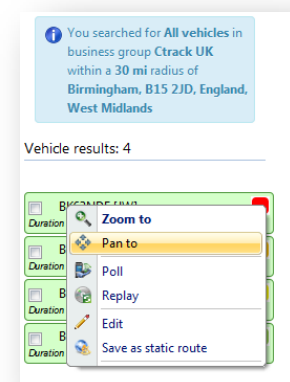 You searched for All vehicles in
business group Ctrack UK
within a 30 mi radius of
Birmingham, B15 2JD, England,
West Midlands
Vehicle results: 4
Duration
Zoom to
B
Pan to
Duration
B
Poll
Duration
Replay
B
Edit
Duration
Save as static route